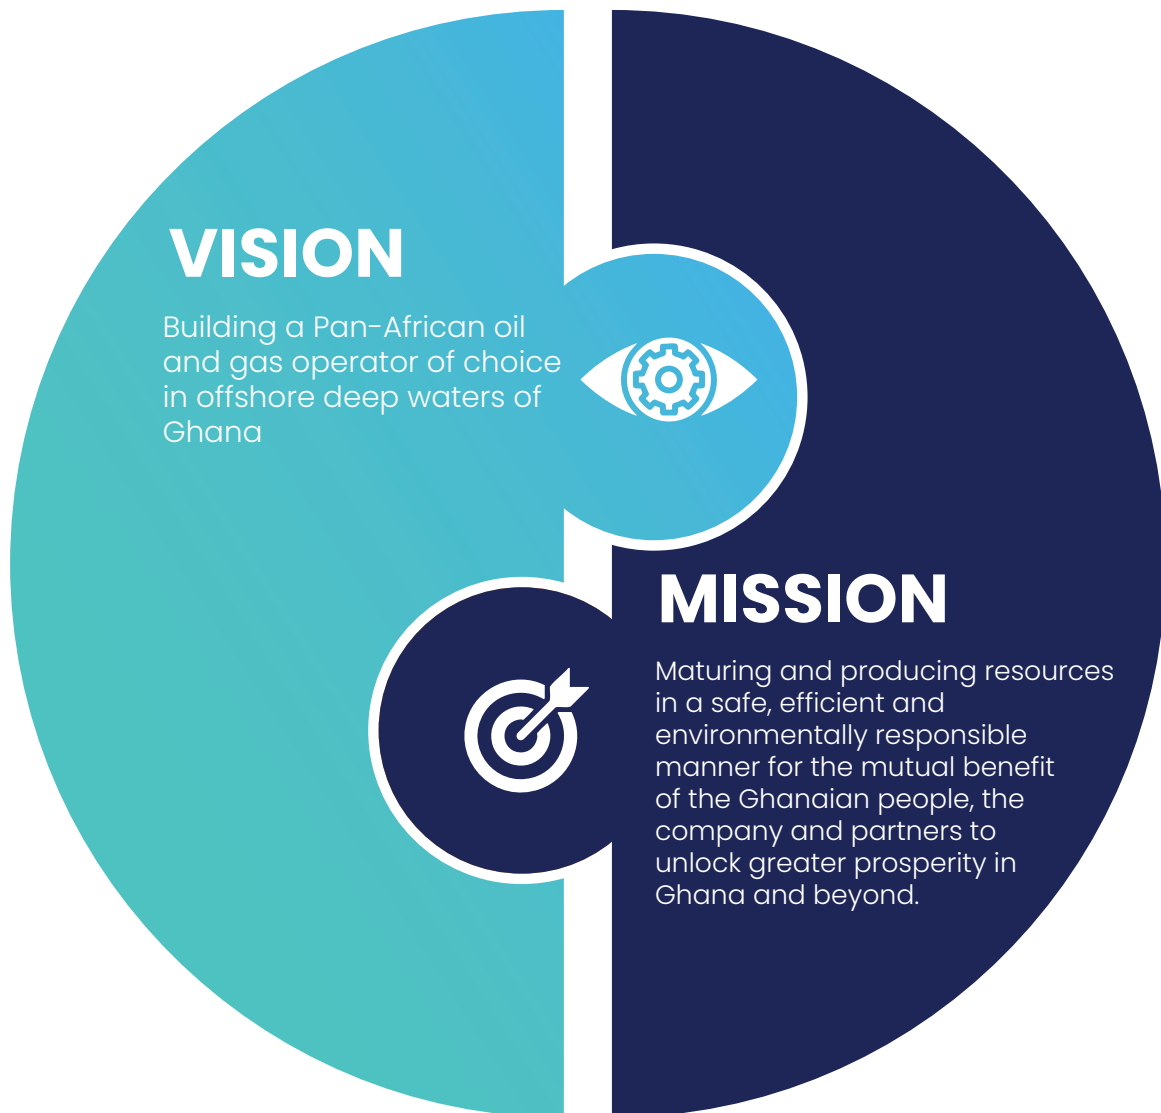 VISION
Building a Pan-African oil
and gas operator of choice
in offshore deep waters of
Ghana
MISSION
Maturing and producing resources
in a safe, efficient and
environmentally responsible
manner for the mutual benefit
of the Ghanaian people, the
company and partners to
unlock greater prosperity in
Ghana and beyond.